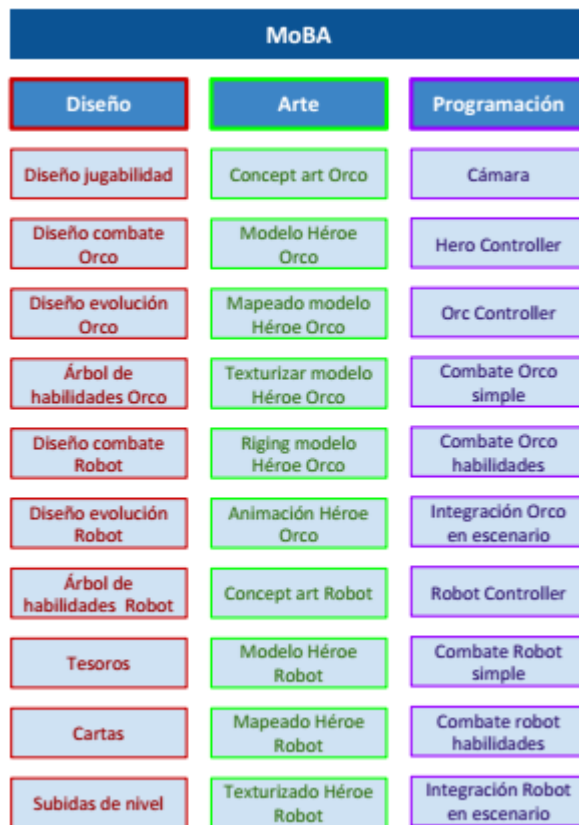 MoBA
Diseño
Arte
Programación
Diseño jugabilidad
Concept art Orco
Cámara
Diseño combate
Orco
Modelo Héroe
Orco
Hero Controller
Diseño evolución
Orco
Mapeado modelo
Héroe Orco
Orc Controller
Árbol de
habilidades Orco
Texturizar modelo
Héroe Orco
Combate Orco
simple
Diseño combate
Robot
Riging modelo
Héroe Orco
Combate Orco
habilidades
Diseño evolución
Robot
Animación Héroe
Orco
Integración Orco
en escenario
Árbol de
habilidades Robot
Concept art Robot
Robot Controller
Tesoros
Modelo Héroe
Robot
Combate Robot
simple
Cartas
Mapeado Héroe
Robot
Combate robot
habilidades
Subidas de nivel
Texturizado Héroe
Robot
Integración Robot
en escenario